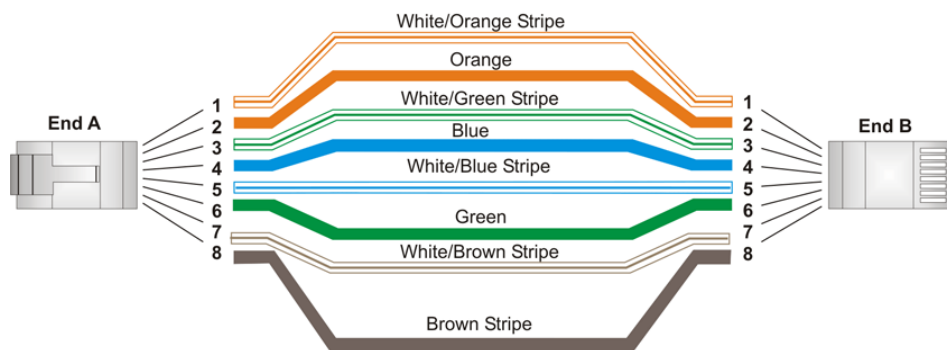 White/Orange Stripe
Orange
White/Green Stripe
Blue
White/Blue Stripe
Green
White/Brown Stripe
Brown Stripe
End A
1
2
3
4
5
6
7
8
End B
1
2
3
4
5
6
7
8